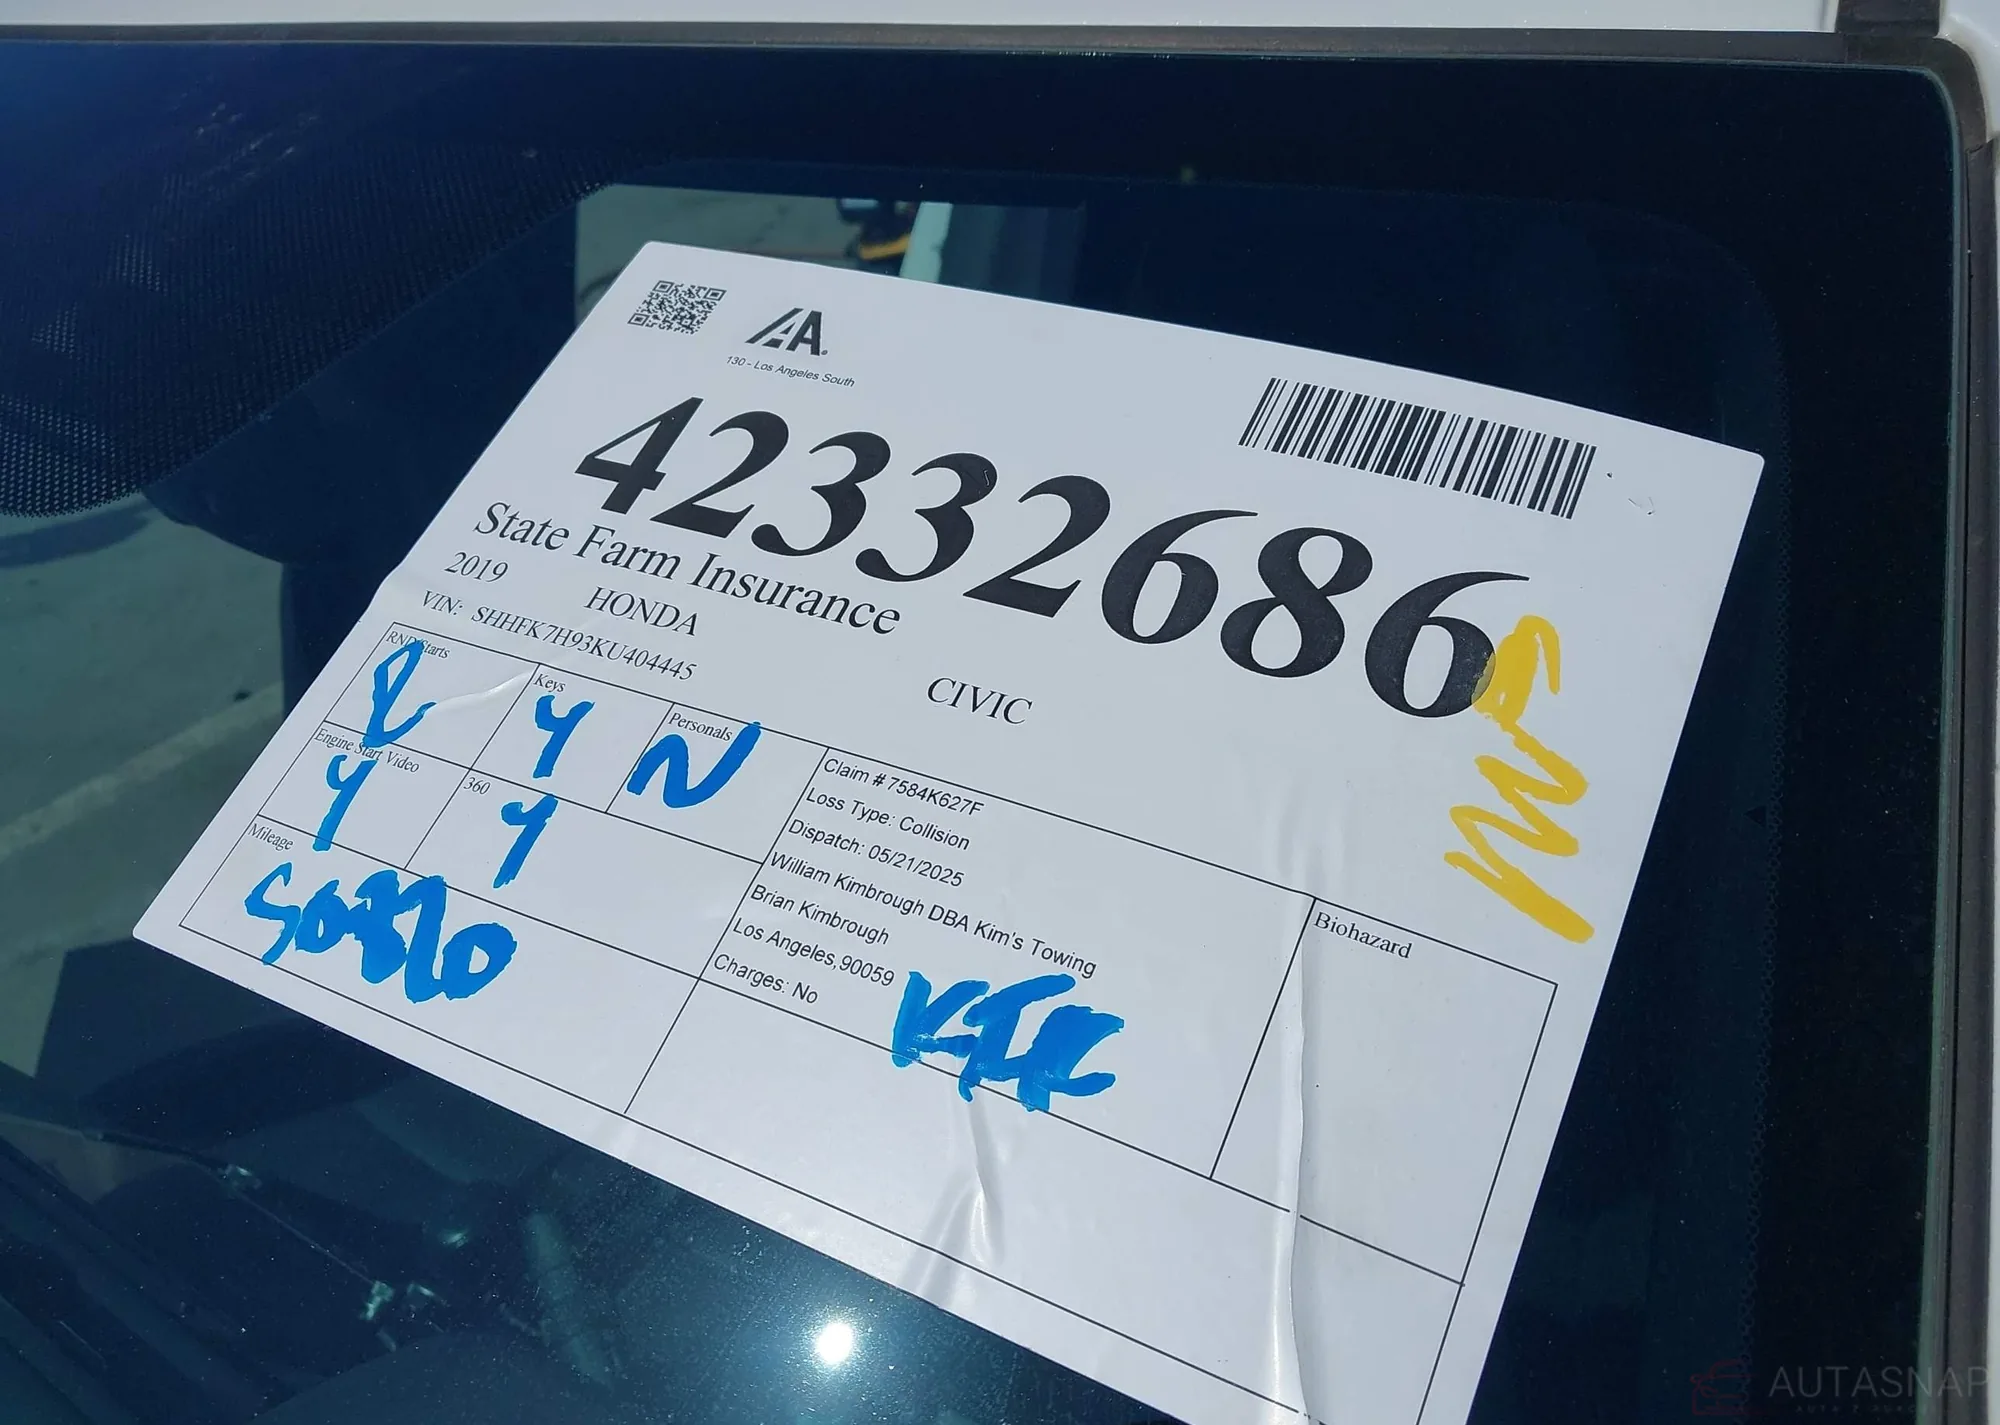 IAA
130 - Los Angeles South
42332686
State Farm Insurance
2019 HONDA CIVIC
VIN: SHHFK7H93KU404445
RND/Starts
R
Keys
Y
Personals
N
Engine Start Video
Y
360
Y
Mileage
Claim # 7584K627F
Loss Type: Collision
Dispatch: 05/21/2025
William Kimbrough DBA Kim's Towing
Brian Kimbrough
Los Angeles,90059
Charges: No
Biohazard
AUTASNAP